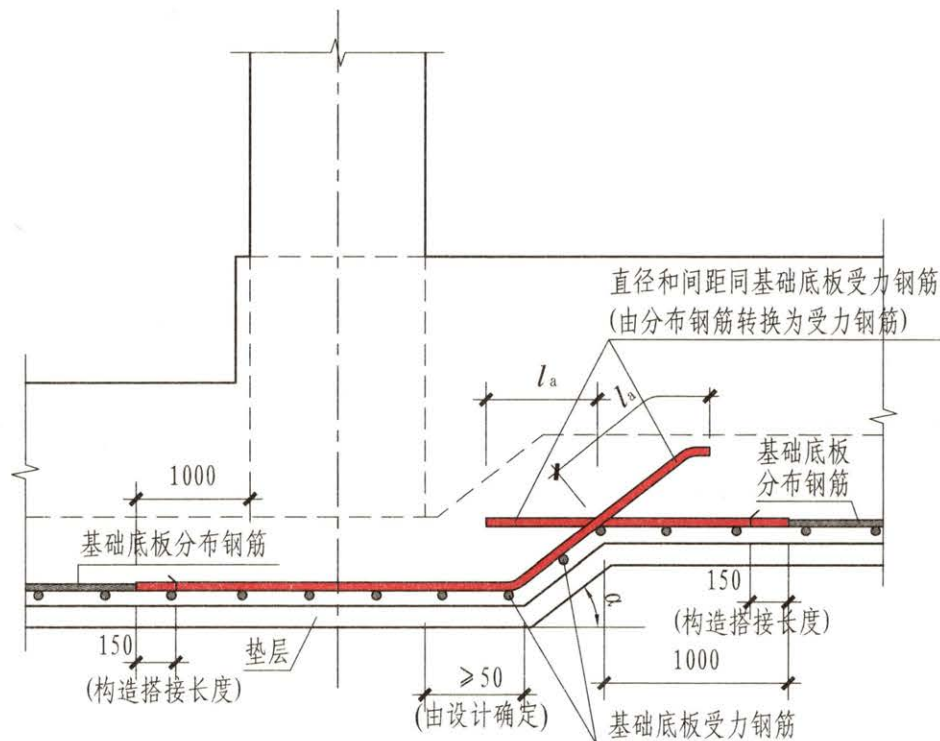 直径和间距同基础底板受力钢筋
(由分布钢筋转换为受力钢筋)
la
la
1000
基础底板
分布钢筋
基础底板分布钢筋
150
(构造搭接长度)
垫层
≥50
(由设计确定)
α
150
(构造搭接长度)
1000
基础底板受力钢筋